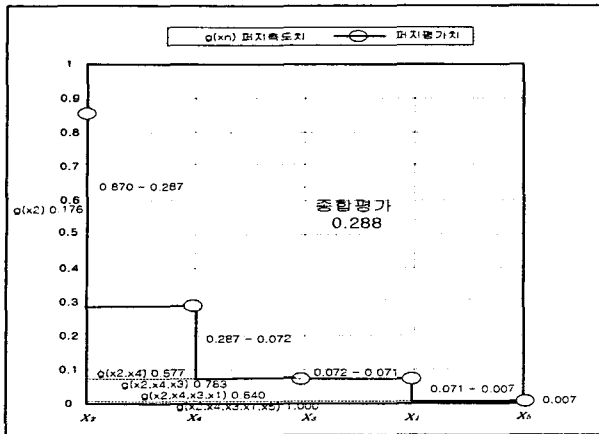 g(xn) 퍼지측도치 퍼지평가치
1
0.9
0.8
0.7
0.6
0.5
0.4
0.3
0.2
0.1
0
0.870 - 0.287
g(x2) 0.176
종합평가
0.288
0.287 - 0.072
g(x2,x4) 0.577
0.072 - 0.071
g(x2,x4,x3) 0.763
0.071 - 0.007
g(x2,x4,x3,x1) 0.640
0.007
g(x2,x4,x3,x1,x5) 1.000
X₂ X₄ X₃ X₁ X₅